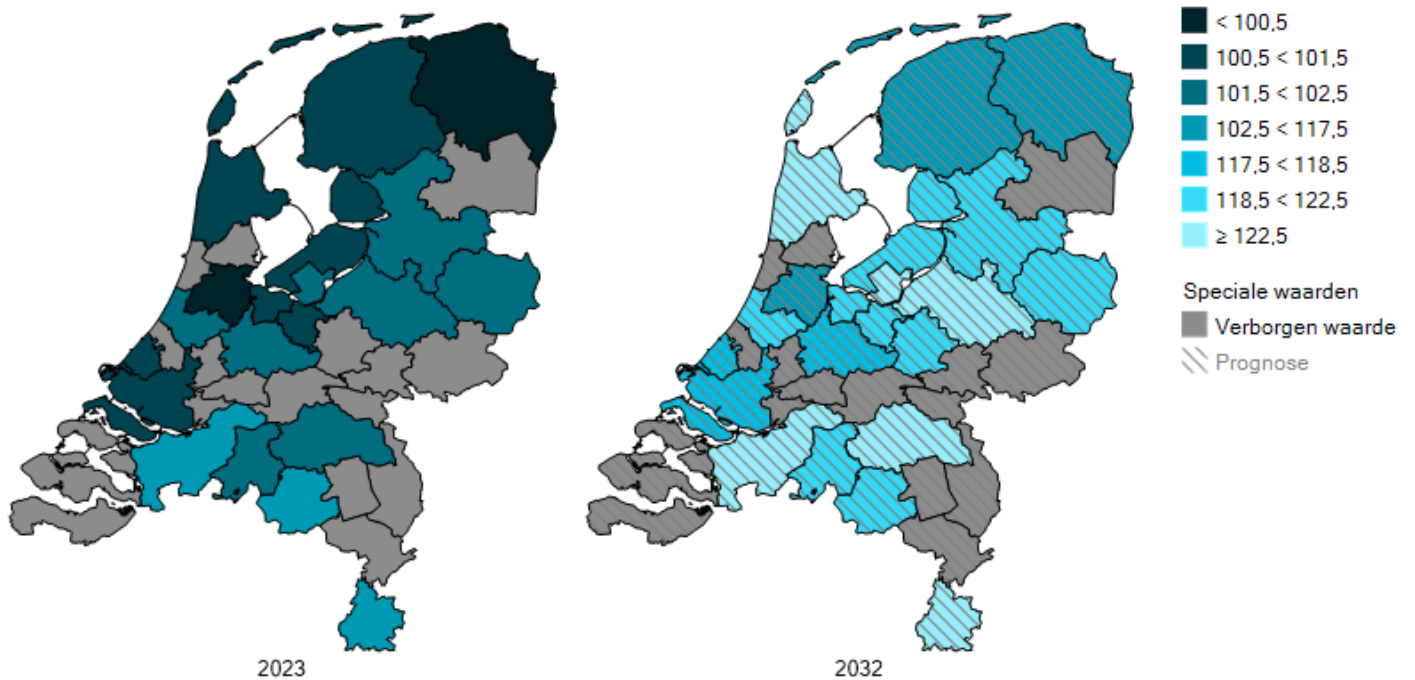 < 100,5
100,5 < 101,5
101,5 < 102,5
102,5 < 117,5
117,5 < 118,5
118,5 < 122,5
≥ 122,5
Speciale waarden
Verborgen waarde
Prognose
2023
2032